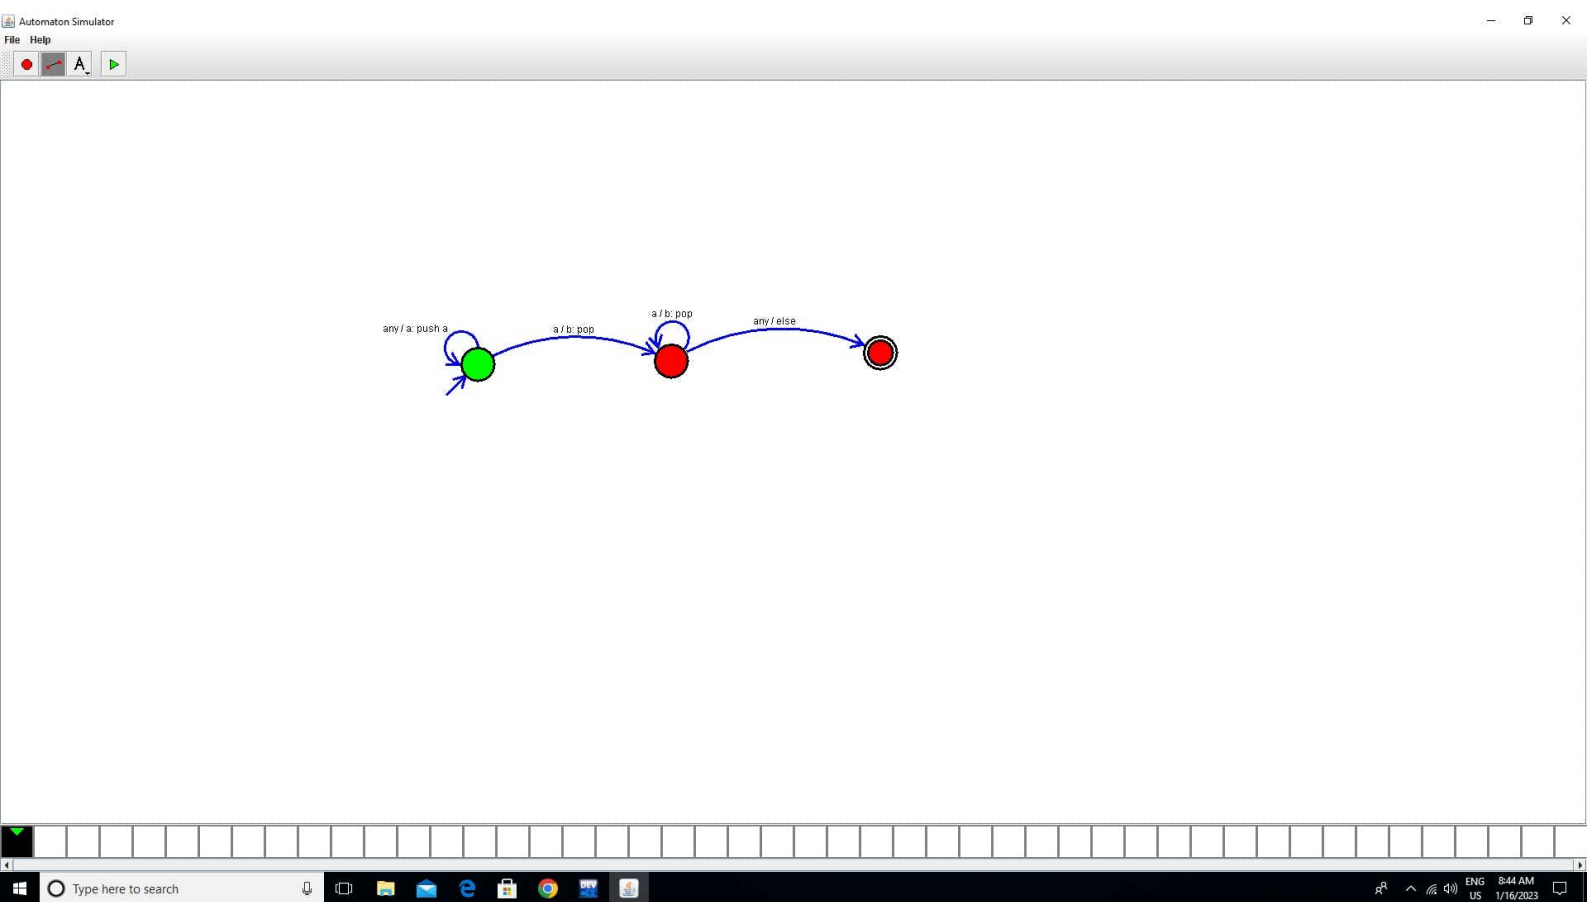 Automaton Simulator
File Help
A
a / b: pop
any / else
any / a: push a
a / b: pop
Type here to search
DEV
ENG
US
8:44 AM
1/16/2023